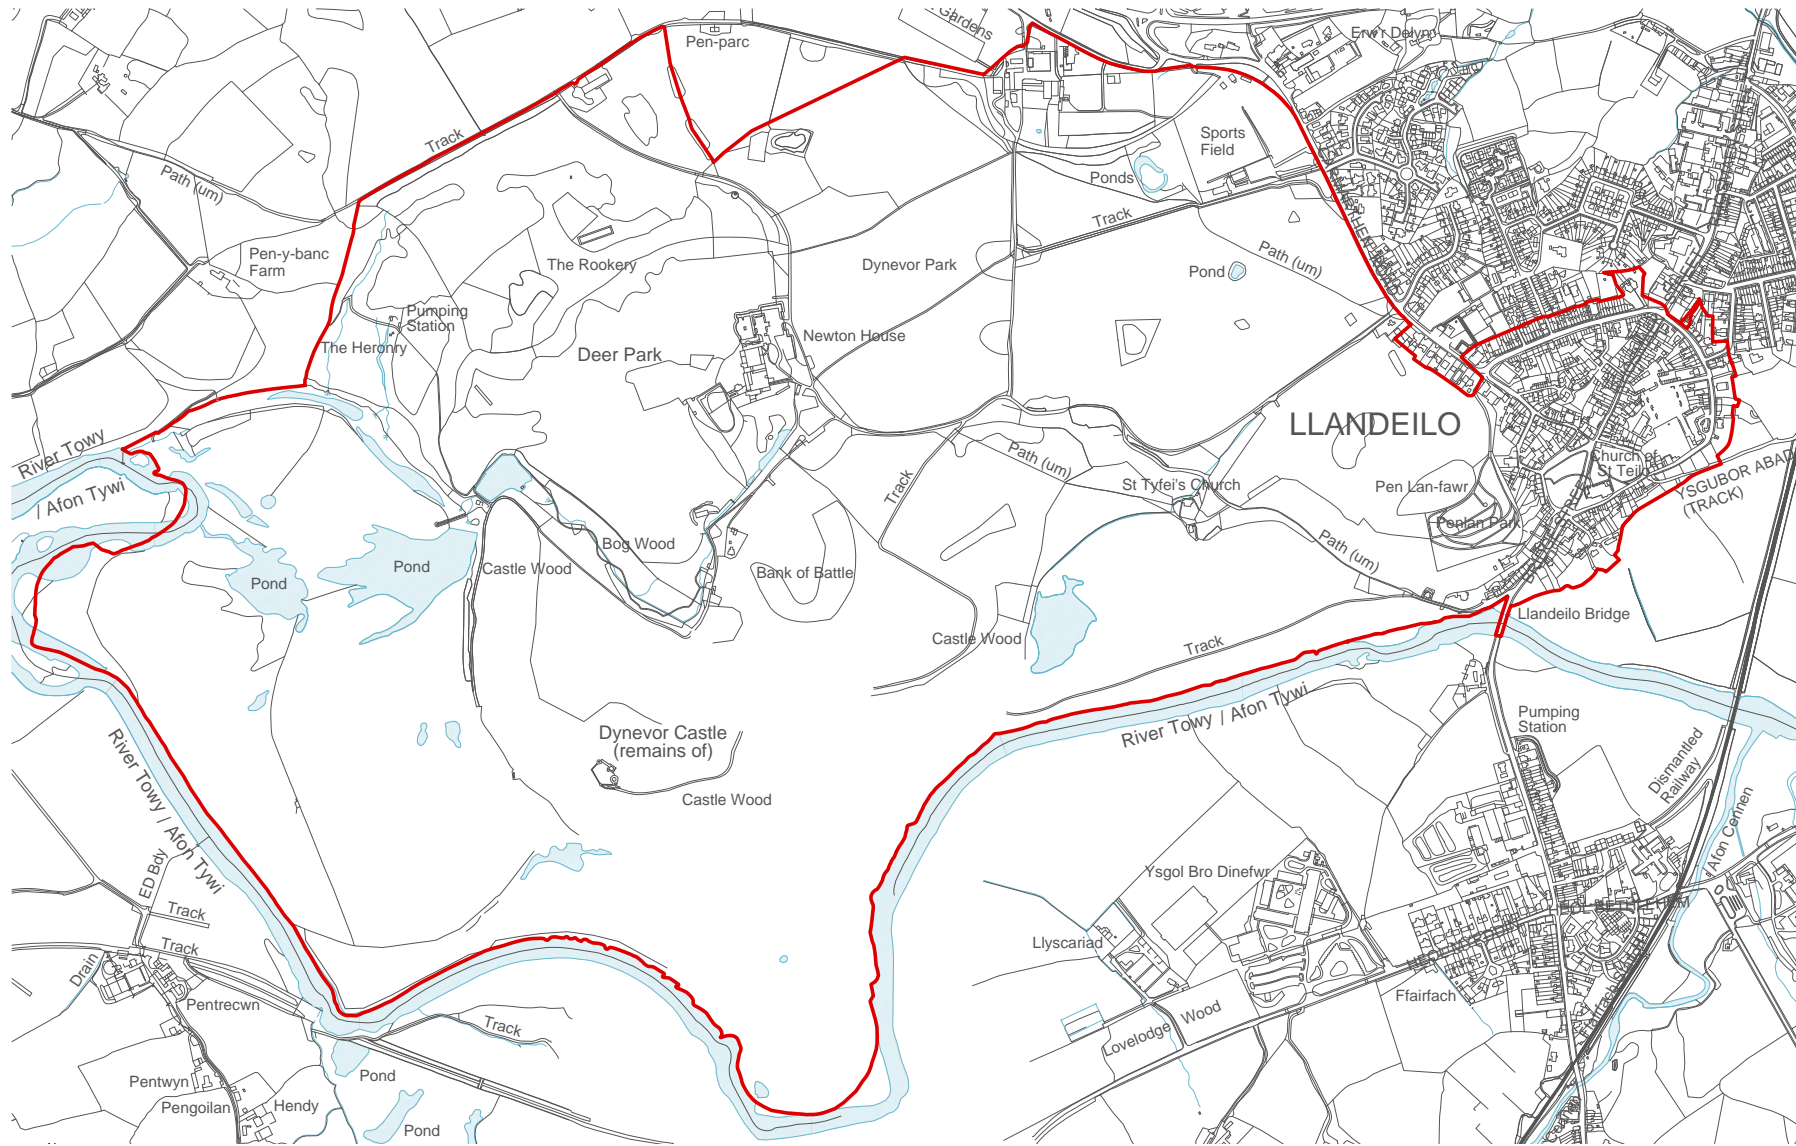 Gardens
Pen-parc
Erw'r Delyn
Track
Sports
Field
Path (um)
Ponds
Track
Pen-y-banc
Farm
The Rookery
Dynevor Park
Path (um)
Pond
Pumping
Station
The Heronry
Deer Park
Newton House
LLANDEILO
River Towy
/ Afon Tywi
Path (um)
Track
St Tyfei's Church
Church of
St Teilo
Pen Lan-fawr
YSGUBOR ABAD
(TRACK)
Penlan Park
Bog Wood
Path (um)
Pond
Pond
Castle Wood
Bank of Battle
Castle Wood
Llandeilo Bridge
Track
River Towy / Afon Tywi
Pumping
Station
Dynevor Castle
(remains of)
Castle Wood
Dismantled
Railway
River Towy / Afon Tywi
Afon Cennen
ED Bdy
Track
Ysgol Bro Dinefwr
Llyscariad
Track
Drain
Pentrecwn
Ffairfach
Ffairfach
Track
Lovelodge Wood
Pond
Pentwyn
Pengoilan
Hendy
Pond